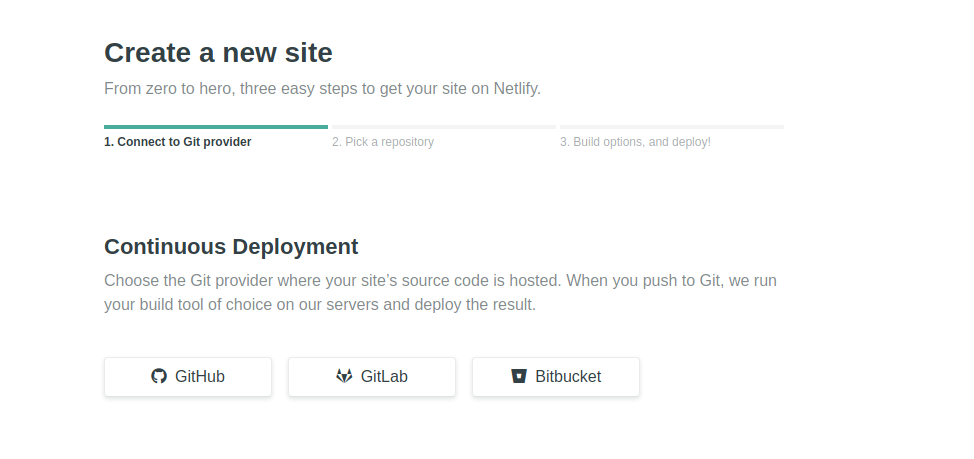 Create a new site
From zero to hero, three easy steps to get your site on Netlify.
1. Connect to Git provider
2. Pick a repository
3. Build options, and deploy!
Continuous Deployment
Choose the Git provider where your site’s source code is hosted. When you push to Git, we run
your build tool of choice on our servers and deploy the result.
GitHub
GitLab
Bitbucket